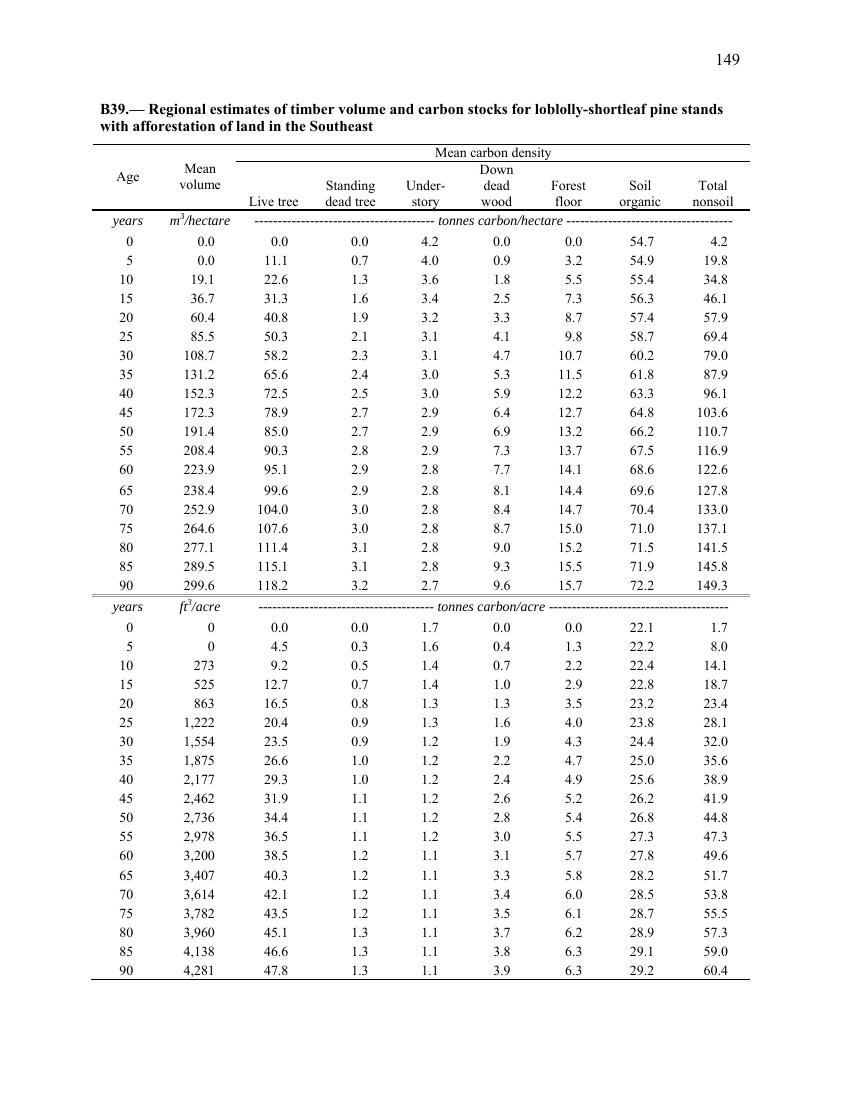 149
B39.— Regional estimates of timber volume and carbon stocks for loblolly-shortleaf pine stands
with afforestation of land in the Southeast
Age Mean volume Mean carbon density
Live tree Standing dead tree Under-story Down dead wood Forest floor Soil organic Total nonsoil
years m³/hectare ---------------------------------------- tonnes carbon/hectare ------------------------------------
0 0.0 0.0 0.0 4.2 0.0 0.0 54.7 4.2
5 0.0 11.1 0.7 4.0 0.9 3.2 54.9 19.8
10 19.1 22.6 1.3 3.6 1.8 5.5 55.4 34.8
15 36.7 31.3 1.6 3.4 2.5 7.3 56.3 46.1
20 60.4 40.8 1.9 3.2 3.3 8.7 57.4 57.9
25 85.5 50.3 2.1 3.1 4.1 9.8 58.7 69.4
30 108.7 58.2 2.3 3.1 4.7 10.7 60.2 79.0
35 131.2 65.6 2.4 3.0 5.3 11.5 61.8 87.9
40 152.3 72.5 2.5 3.0 5.9 12.2 63.3 96.1
45 172.3 78.9 2.7 2.9 6.4 12.7 64.8 103.6
50 191.4 85.0 2.7 2.9 6.9 13.2 66.2 110.7
55 208.4 90.3 2.8 2.9 7.3 13.7 67.5 116.9
60 223.9 95.1 2.9 2.8 7.7 14.1 68.6 122.6
65 238.4 99.6 2.9 2.8 8.1 14.4 69.6 127.8
70 252.9 104.0 3.0 2.8 8.4 14.7 70.4 133.0
75 264.6 107.6 3.0 2.8 8.7 15.0 71.0 137.1
80 277.1 111.4 3.1 2.8 9.0 15.2 71.5 141.5
85 289.5 115.1 3.1 2.8 9.3 15.5 71.9 145.8
90 299.6 118.2 3.2 2.7 9.6 15.7 72.2 149.3
years ft³/acre -------------------------------------- tonnes carbon/acre ---------------------------------------
0 0 0.0 0.0 1.7 0.0 0.0 22.1 1.7
5 0 4.5 0.3 1.6 0.4 1.3 22.2 8.0
10 273 9.2 0.5 1.4 0.7 2.2 22.4 14.1
15 525 12.7 0.7 1.4 1.0 2.9 22.8 18.7
20 863 16.5 0.8 1.3 1.3 3.5 23.2 23.4
25 1,222 20.4 0.9 1.3 1.6 4.0 23.8 28.1
30 1,554 23.5 0.9 1.2 1.9 4.3 24.4 32.0
35 1,875 26.6 1.0 1.2 2.2 4.7 25.0 35.6
40 2,177 29.3 1.0 1.2 2.4 4.9 25.6 38.9
45 2,462 31.9 1.1 1.2 2.6 5.2 26.2 41.9
50 2,736 34.4 1.1 1.2 2.8 5.4 26.8 44.8
55 2,978 36.5 1.1 1.2 3.0 5.5 27.3 47.3
60 3,200 38.5 1.2 1.1 3.1 5.7 27.8 49.6
65 3,407 40.3 1.2 1.1 3.3 5.8 28.2 51.7
70 3,614 42.1 1.2 1.1 3.4 6.0 28.5 53.8
75 3,782 43.5 1.2 1.1 3.5 6.1 28.7 55.5
80 3,960 45.1 1.3 1.1 3.7 6.2 28.9 57.3
85 4,138 46.6 1.3 1.1 3.8 6.3 29.1 59.0
90 4,281 47.8 1.3 1.1 3.9 6.3 29.2 60.4